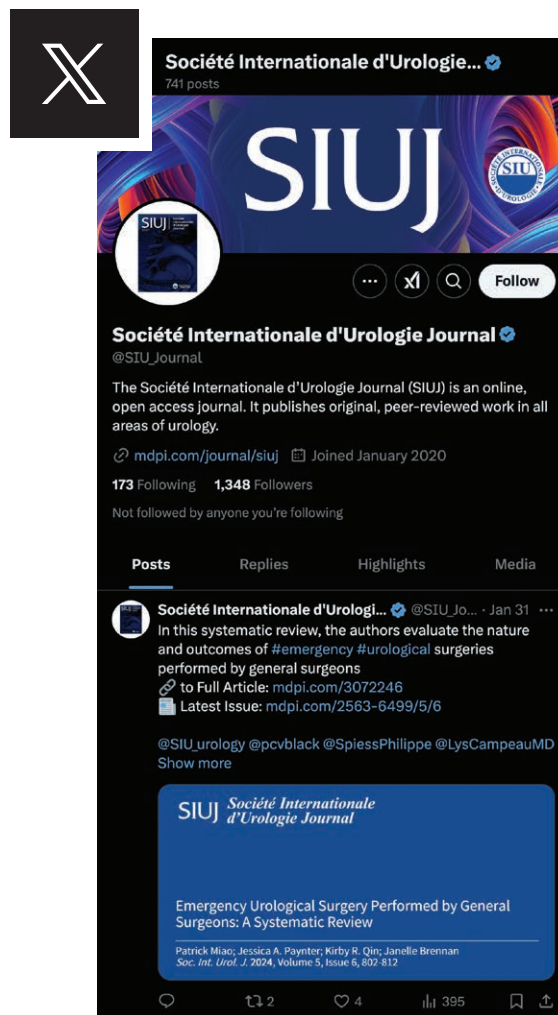 Société Internationale d'Urologie...
741 posts
SIUJ
SIU
SOCIÉTÉ INTERNATIONALE D'UROLOGIE
SIUJ
Follow
Société Internationale d'Urologie Journal
@SIU_Journal
The Société Internationale d'Urologie Journal (SIUJ) is an online,
open access journal. It publishes original, peer-reviewed work in all
areas of urology.
mdpi.com/journal/siuj Joined January 2020
173 Following 1,348 Followers
Not followed by anyone you're following
Posts Replies Highlights Media
Société Internationale d'Urologi... @SIU_Jo... · Jan 31 ...
In this systematic review, the authors evaluate the nature
and outcomes of #emergency #urological surgeries
performed by general surgeons
to Full Article: mdpi.com/3072246
Latest Issue: mdpi.com/2563-6499/5/6
@SIU_urology @pcvblack @SpiessPhilippe @LysCampeauMD
Show more
SIUJ Société Internationale
d'Urologie Journal
Emergency Urological Surgery Performed by General
Surgeons: A Systematic Review
Patrick Miao; Jessica A. Paynter; Kirby R. Qin; Janelle Brennan
Soc. Int. Urol. J. 2024, Volume 5, Issue 6, 802-812
2 4 395